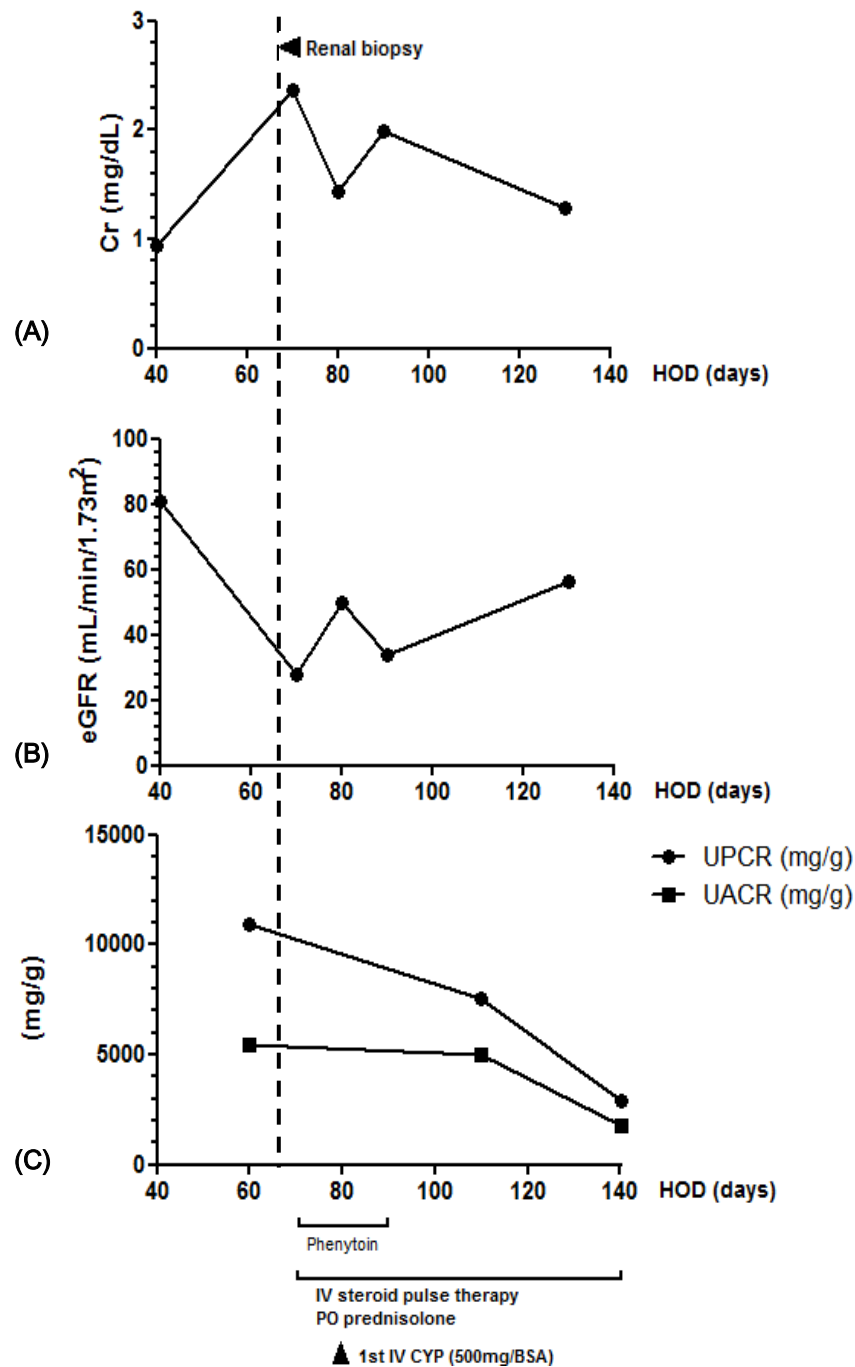 3
Renal biopsy
2
Cr (mg/dL)
1
(A)
0
40 60 80 100 120 140 HOD (days)
100
80
60
eGFR (mL/min/1.73m²)
40
20
(B)
0
40 60 80 100 120 140 HOD (days)
15000
UPCR (mg/g)
UACR (mg/g)
10000
(mg/g)
5000
(C)
0
40 60 80 100 120 140 HOD (days)
Phenytoin
IV steroid pulse therapy
PO prednisolone
1st IV CYP (500mg/BSA)